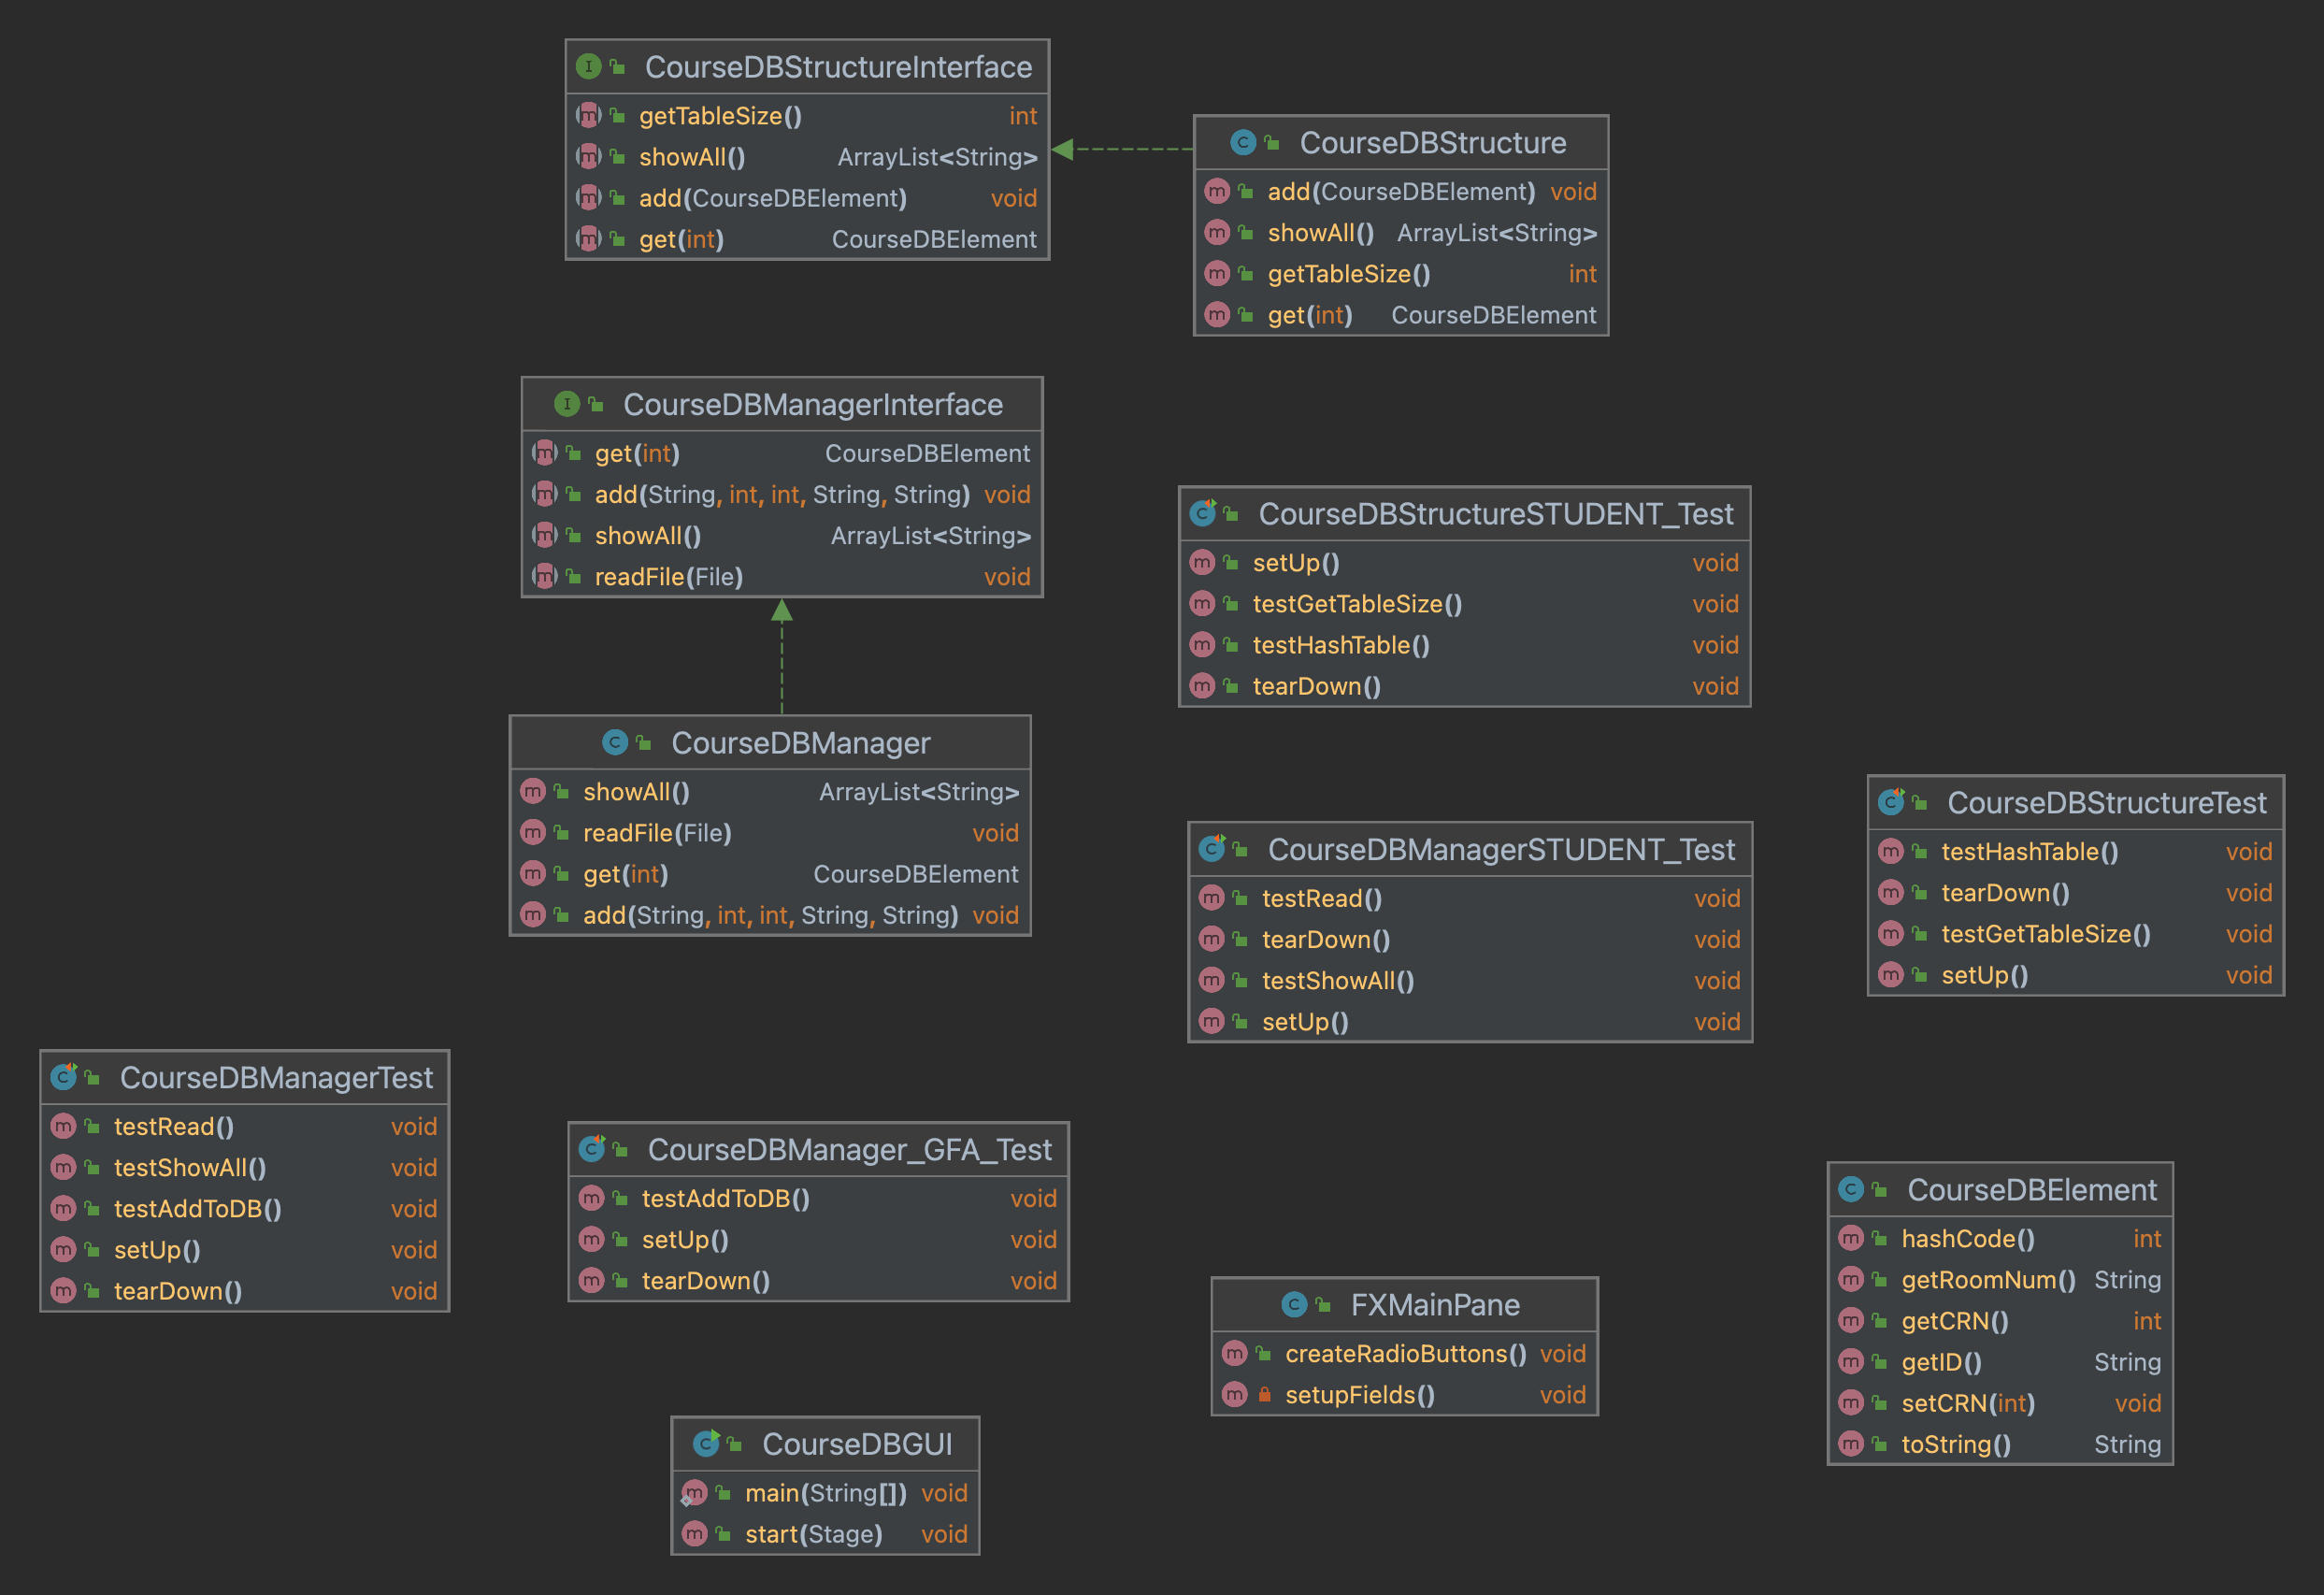 CourseDBStructureInterface
getTableSize() int
showAll() ArrayList<String>
add(CourseDBElement) void
get(int) CourseDBElement
CourseDBStructure
add(CourseDBElement) void
showAll() ArrayList<String>
getTableSize() int
get(int) CourseDBElement
CourseDBManagerInterface
get(int) CourseDBElement
add(String, int, int, String, String) void
showAll() ArrayList<String>
readFile(File) void
CourseDBStructureSTUDENT_Test
setUp() void
testGetTableSize() void
testHashTable() void
tearDown() void
CourseDBManager
showAll() ArrayList<String>
readFile(File) void
get(int) CourseDBElement
add(String, int, int, String, String) void
CourseDBManagerSTUDENT_Test
testRead() void
tearDown() void
testShowAll() void
setUp() void
CourseDBStructureTest
testHashTable() void
tearDown() void
testGetTableSize() void
setUp() void
CourseDBManagerTest
testRead() void
testShowAll() void
testAddToDB() void
setUp() void
tearDown() void
CourseDBManager_GFA_Test
testAddToDB() void
setUp() void
tearDown() void
FXMainPane
createRadioButtons() void
setupFields() void
CourseDBElement
hashCode() int
getRoomNum() String
getCRN() int
getID() String
setCRN(int) void
toString() String
CourseDBGUI
main(String[]) void
start(Stage) void